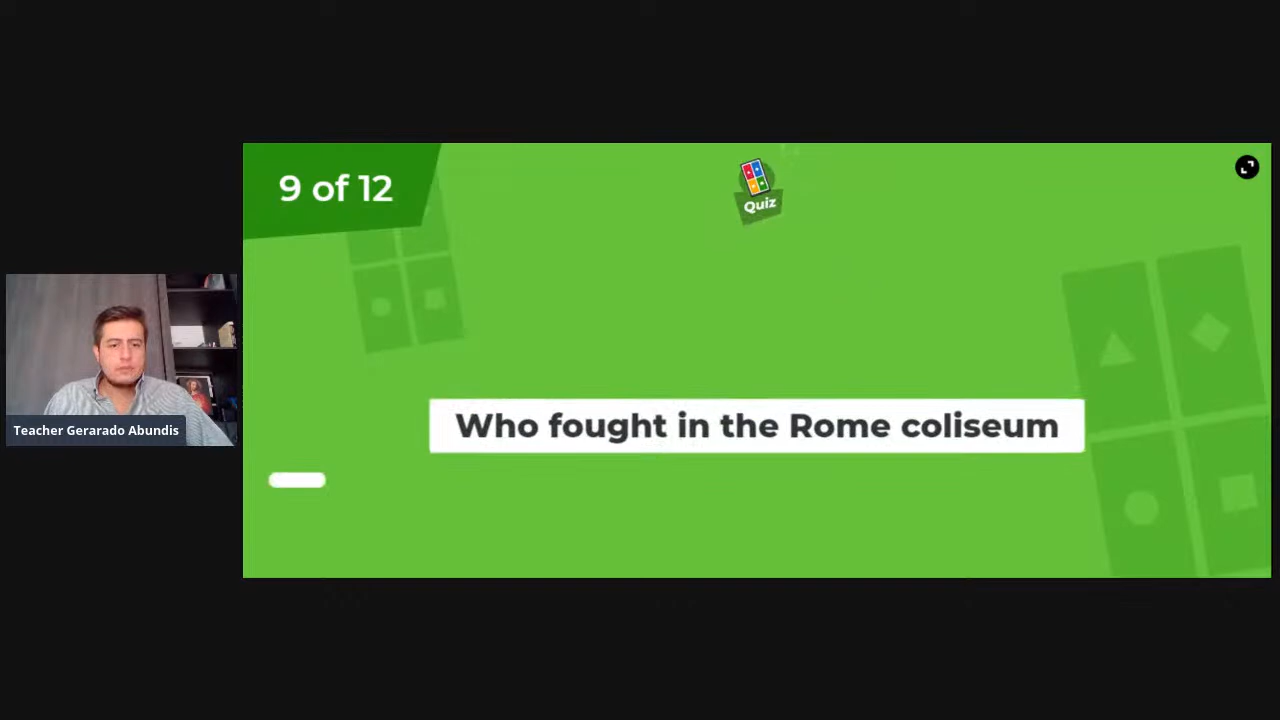 9 of 12
Quiz
Who fought in the Rome coliseum
Teacher Gerarado Abundis